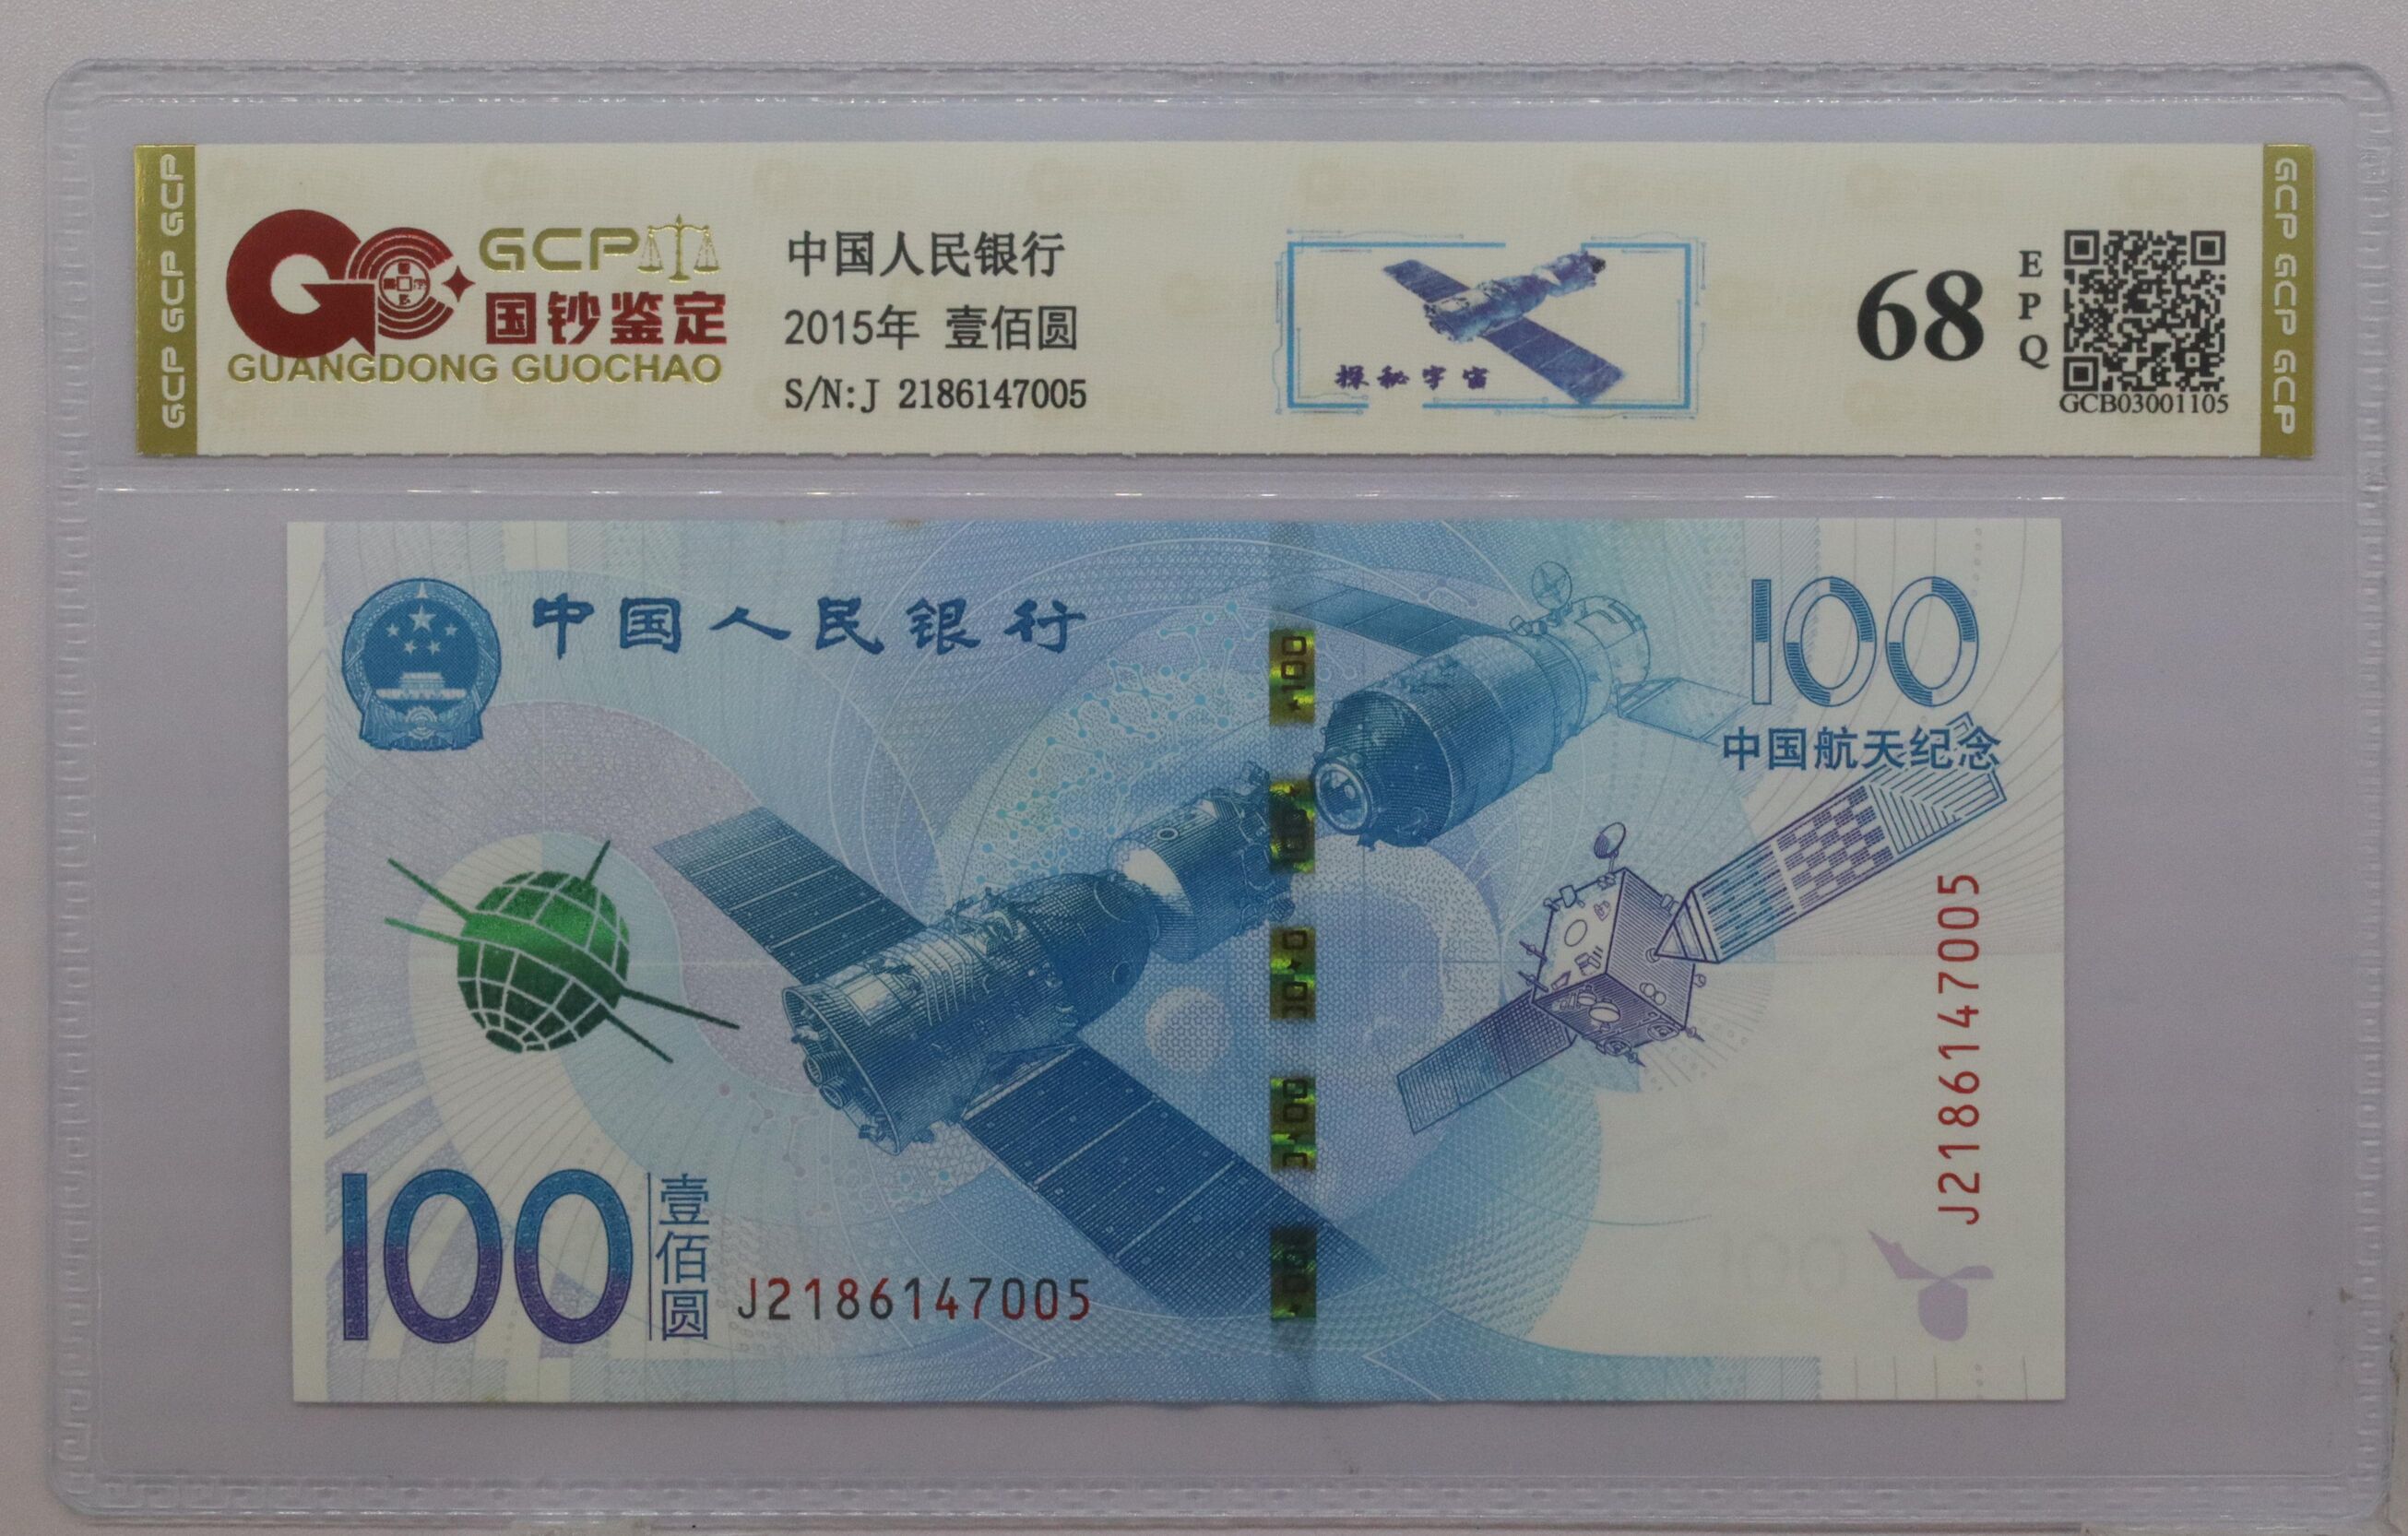 GCP GCP GCP
GCP
国钞鉴定
GUANGDONG GUOCHAO
中国人民银行
2015年 壹佰圆
S/N:J 2186147005
探秘宇宙
68
EPQ
GCB03001105
GCP GCP GCP
中国人民银行
100
中国航天纪念
J2186147005
100
壹佰圆
J2186147005